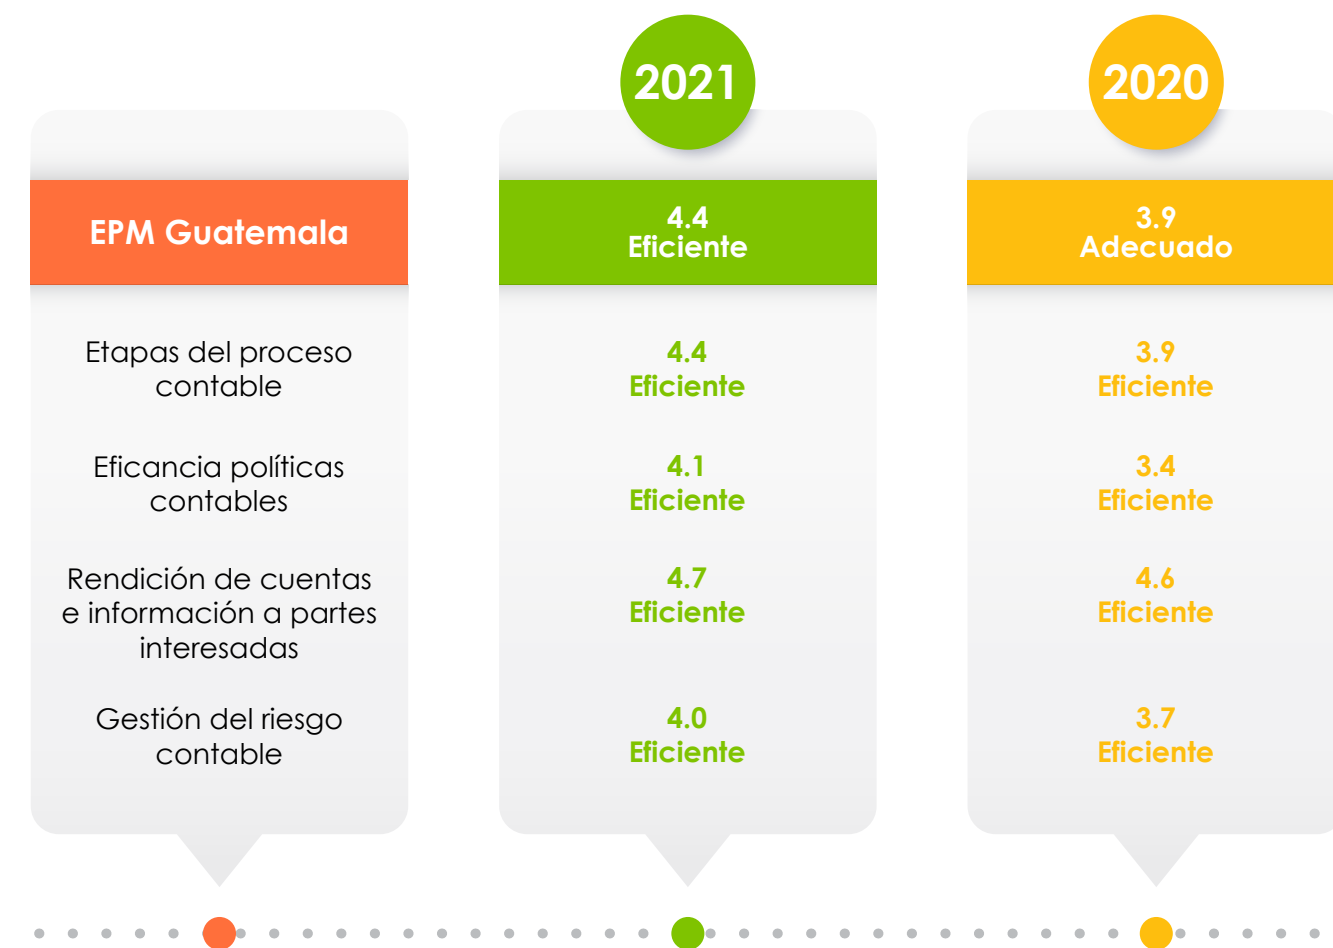 2021
2020
EPM Guatemala
4.4
Eficiente
3.9
Adecuado
Etapas del proceso
contable
4.4
Eficiente
3.9
Eficiente
Eficancia políticas
contables
4.1
Eficiente
3.4
Eficiente
Rendición de cuentas
e información a partes
interesadas
4.7
Eficiente
4.6
Eficiente
Gestión del riesgo
contable
4.0
Eficiente
3.7
Eficiente